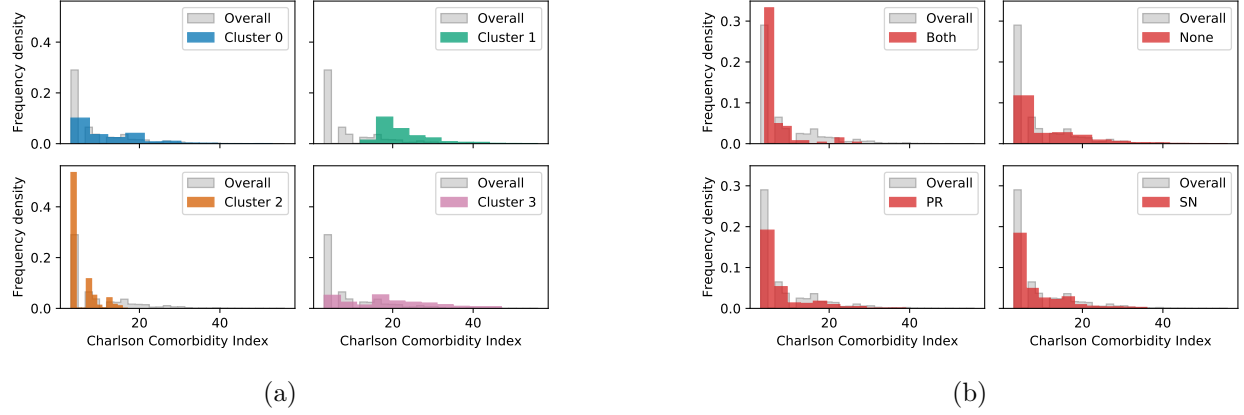 Frequency density
0.4
0.2
0.0
Overall
Cluster 0
Overall
Cluster 1
Frequency density
0.4
0.2
0.0
Overall
Cluster 2
20
40
Charlson Comorbidity Index
Overall
Cluster 3
20
40
Charlson Comorbidity Index
(a)
Frequency density
0.3
0.2
0.1
0.0
Overall
Both
Overall
None
Frequency density
0.3
0.2
0.1
0.0
Overall
PR
20
40
Charlson Comorbidity Index
Overall
SN
20
40
Charlson Comorbidity Index
(b)